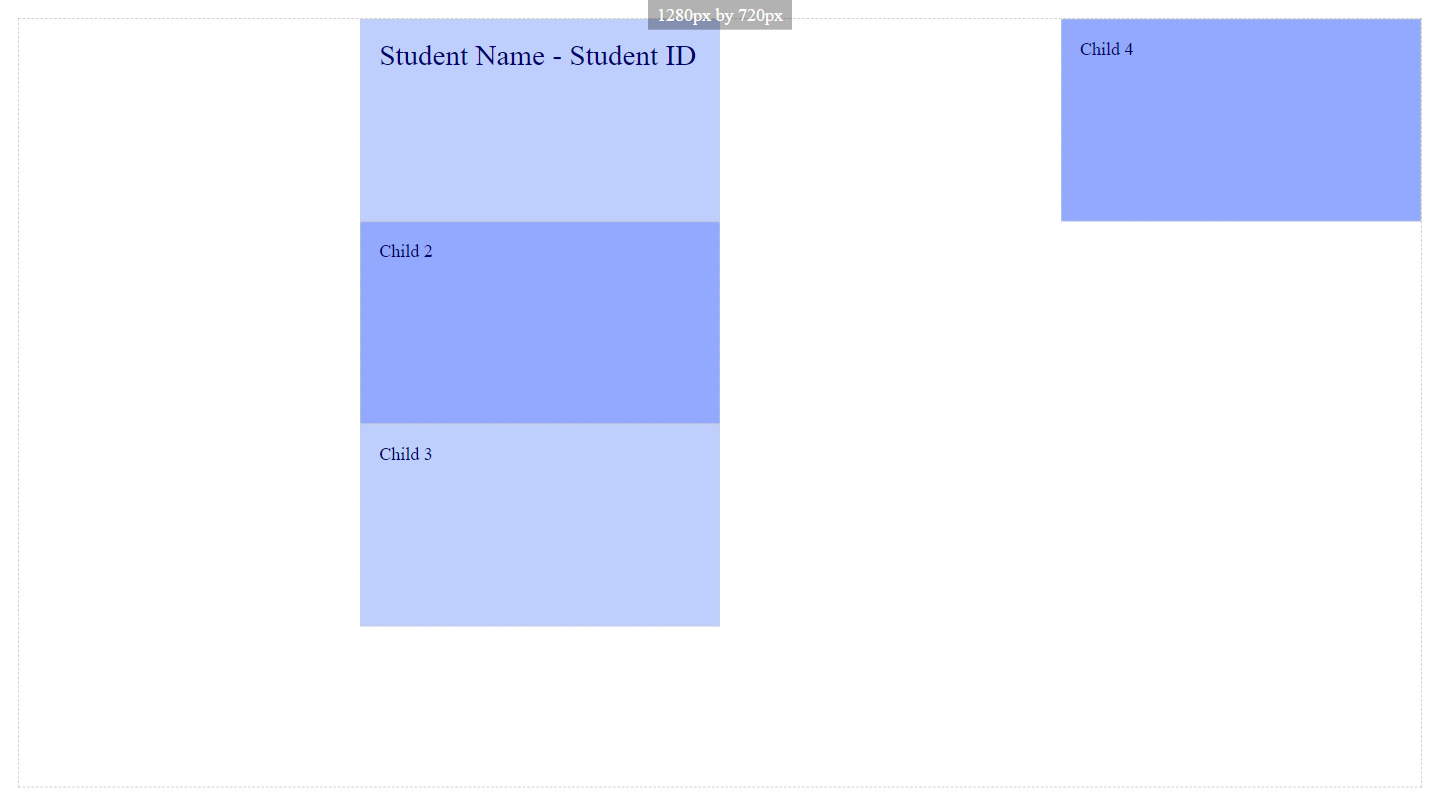 1280px by 720px
Student Name - Student ID
Child 2
Child 3
Child 4